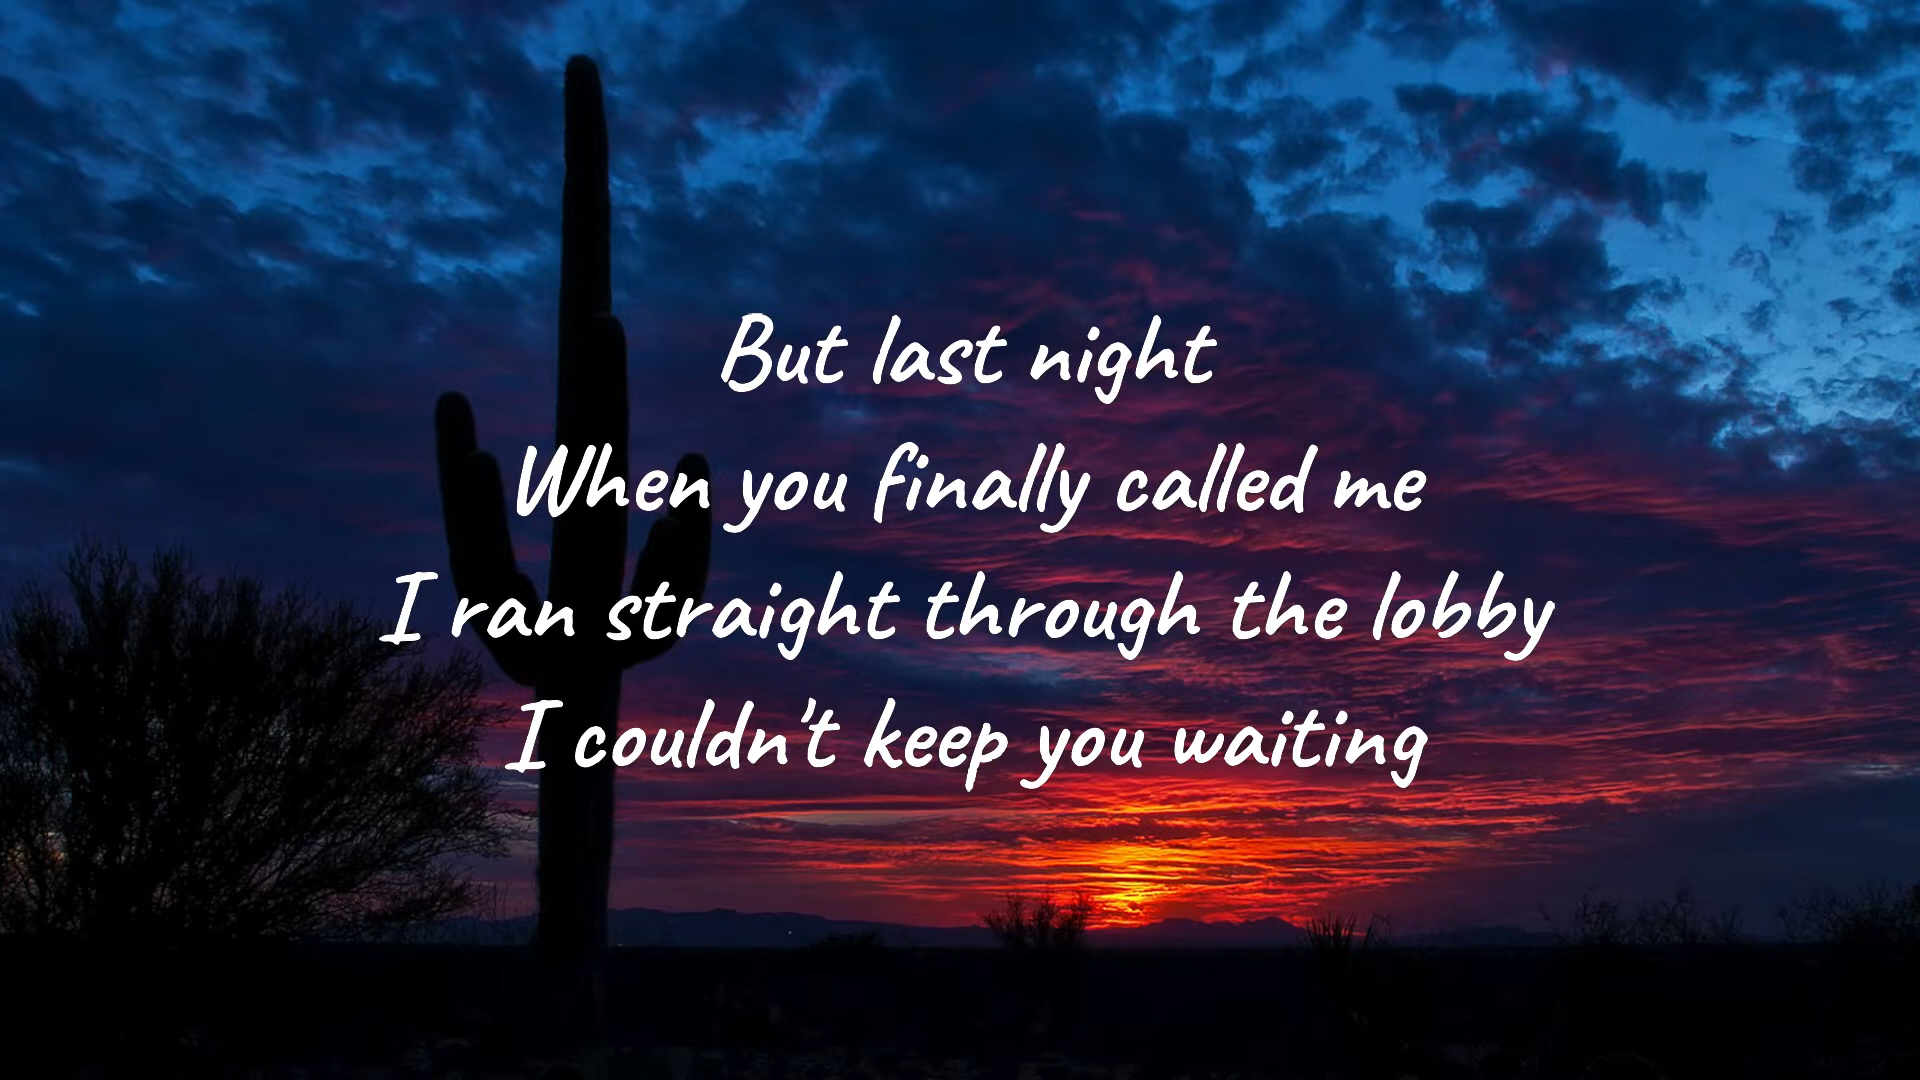 But last night
When you finally called me
I ran straight through the lobby
I couldn't keep you waiting